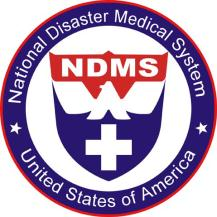 National Disaster Medical System
NDMS
United States of America